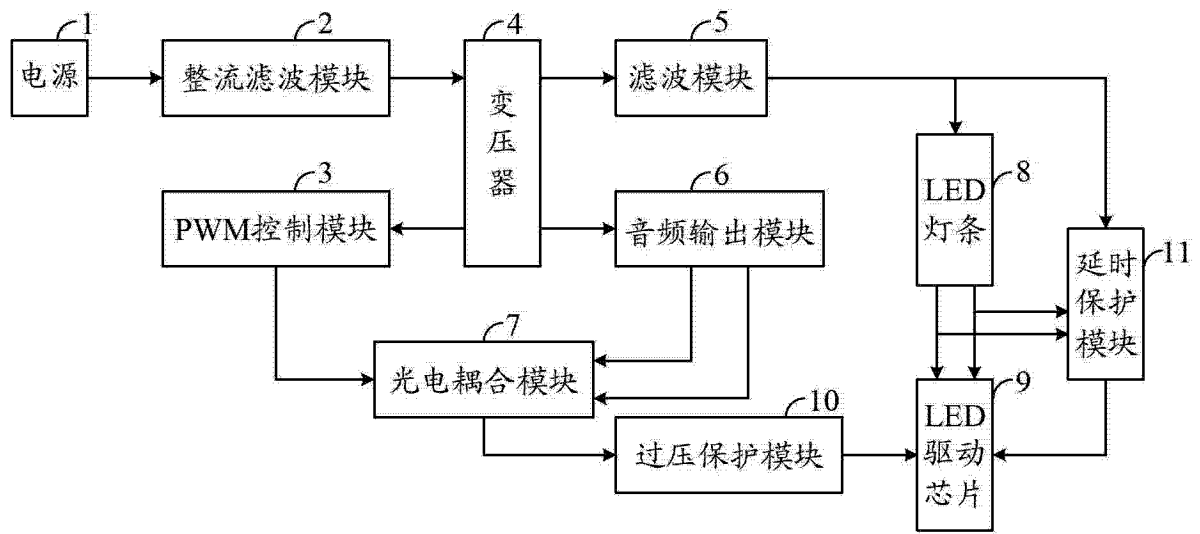 1
电源
2
整流滤波模块
4
变
压
器
5
滤波模块
3
PWM控制模块
6
音频输出模块
8
LED
灯条
11
延时
保护
模块
7
光电耦合模块
10
过压保护模块
9
LED
驱动
芯片